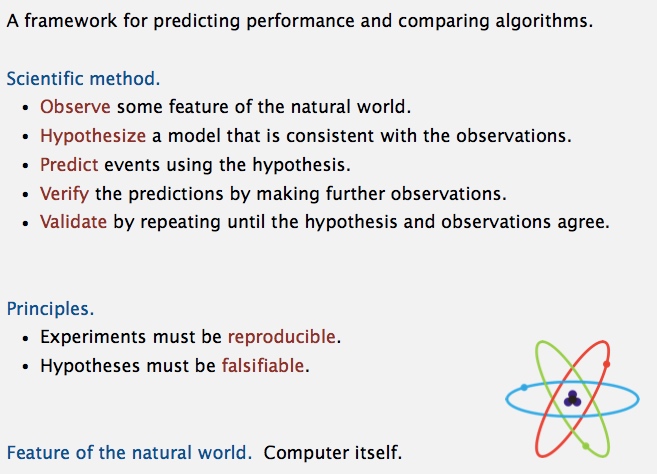 A framework for predicting performance and comparing algorithms.
Scientific method.
• Observe some feature of the natural world.
• Hypothesize a model that is consistent with the observations.
• Predict events using the hypothesis.
• Verify the predictions by making further observations.
• Validate by repeating until the hypothesis and observations agree.
Principles.
• Experiments must be reproducible.
• Hypotheses must be falsifiable.
Feature of the natural world. Computer itself.